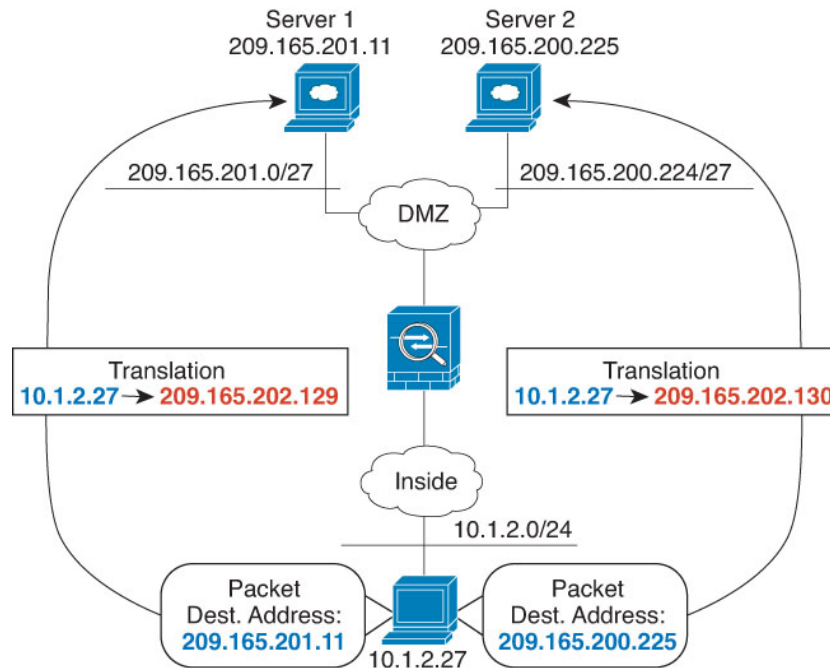 Server 1
209.165.201.11
Server 2
209.165.200.225
209.165.201.0/27
209.165.200.224/27
DMZ
Translation
10.1.2.27 → 209.165.202.129
Translation
10.1.2.27 → 209.165.202.130
Inside
10.1.2.0/24
Packet
Dest. Address:
209.165.201.11
Packet
Dest. Address:
209.165.200.225
10.1.2.27